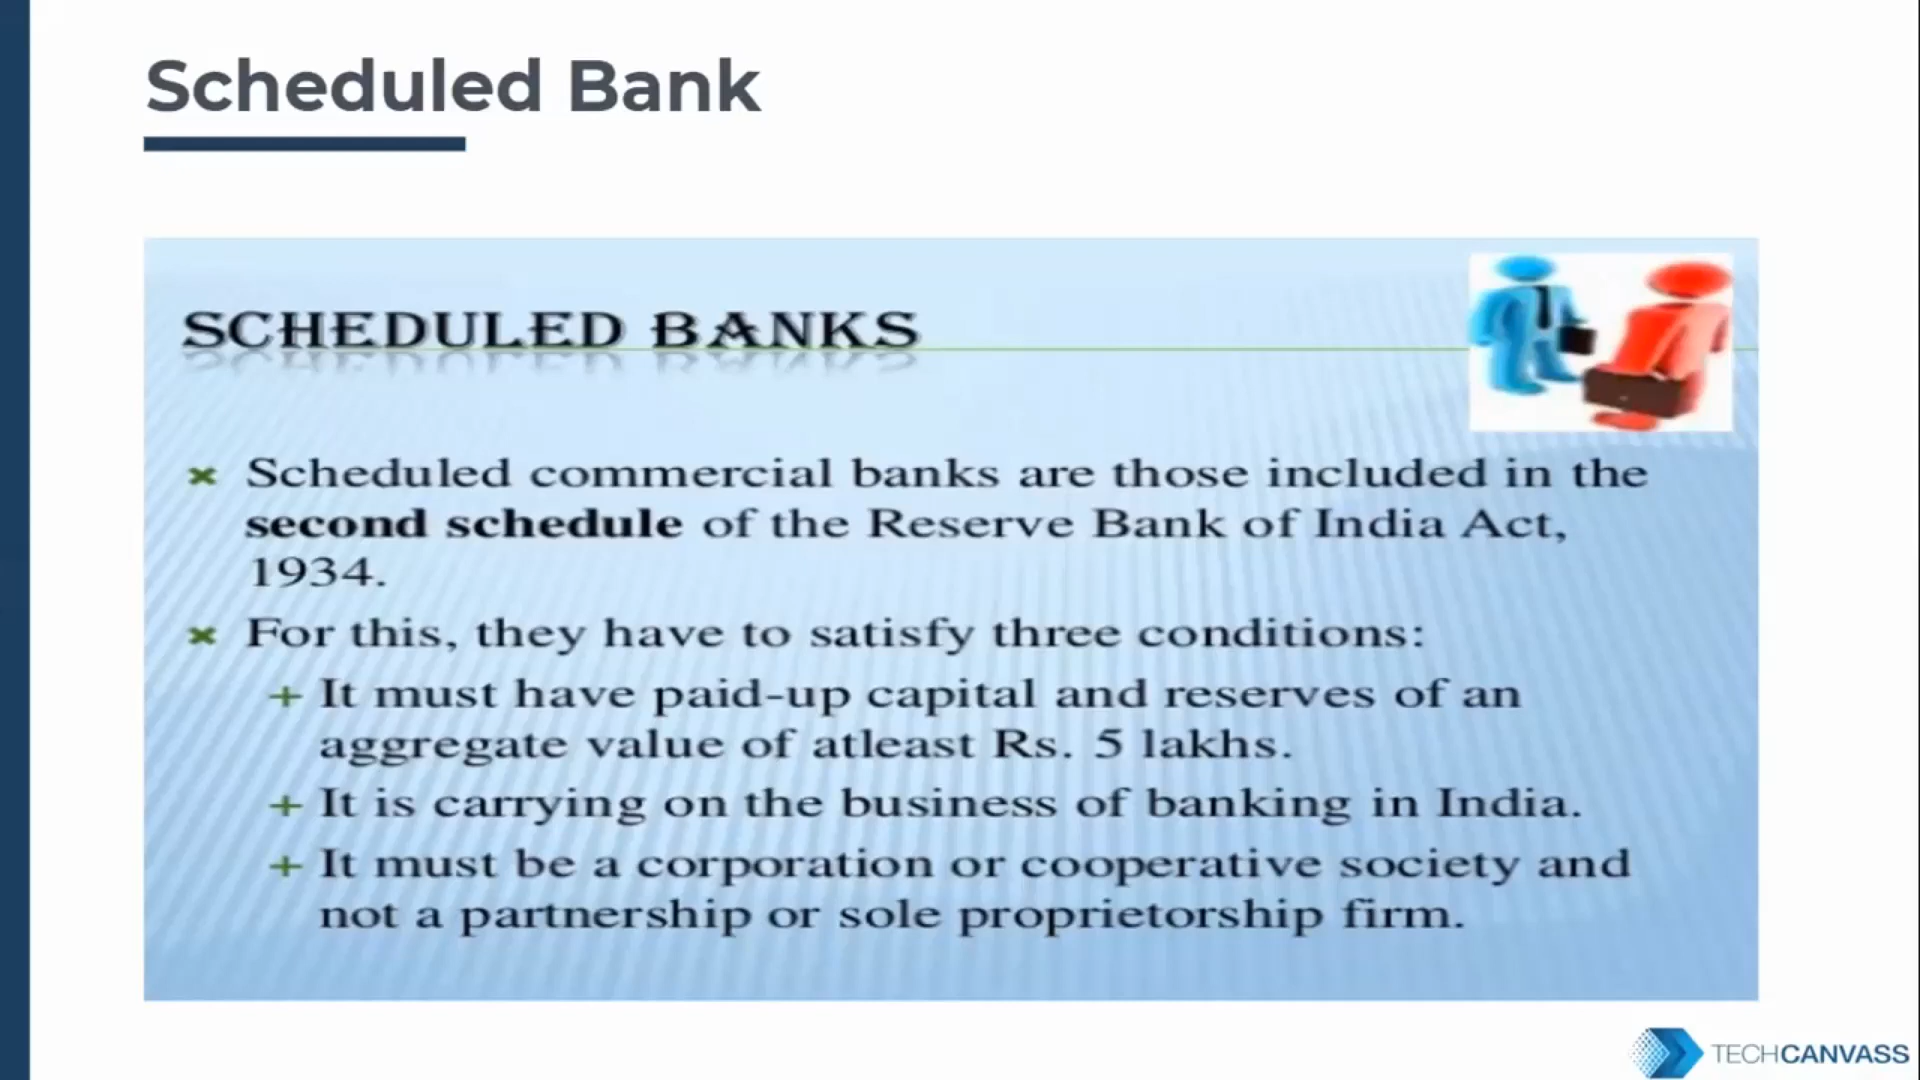 Scheduled Bank
SCHEDULED BANKS
Scheduled commercial banks are those included in the
second schedule of the Reserve Bank of India Act,
1934.
For this, they have to satisfy three conditions:
It must have paid-up capital and reserves of an
aggregate value of atleast Rs. 5 lakhs.
It is carrying on the business of banking in India.
It must be a corporation or cooperative society and
not a partnership or sole proprietorship firm.
TECHCANVASS